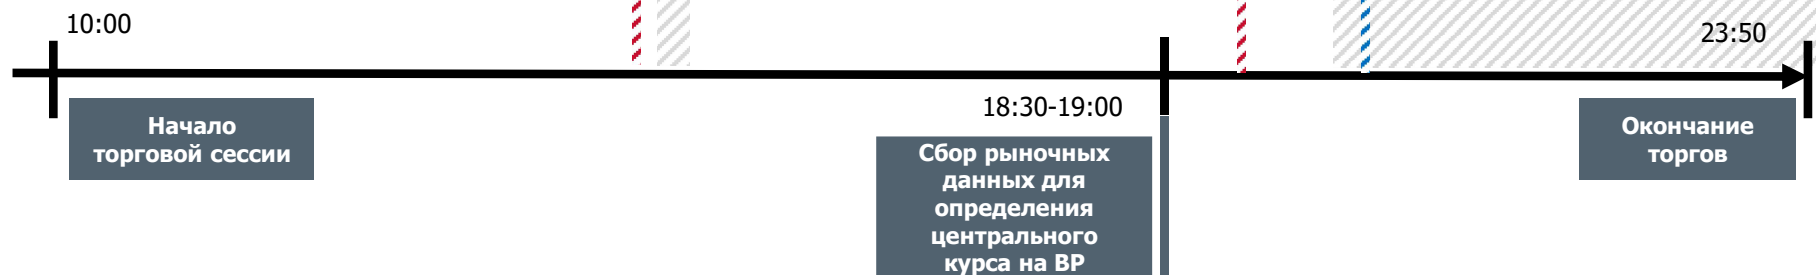 10:00
23:50
Начало
торговой сессии
18:30-19:00
Окончание
торгов
Сбор рыночных
данных для
определения
центрального
курса на ВР